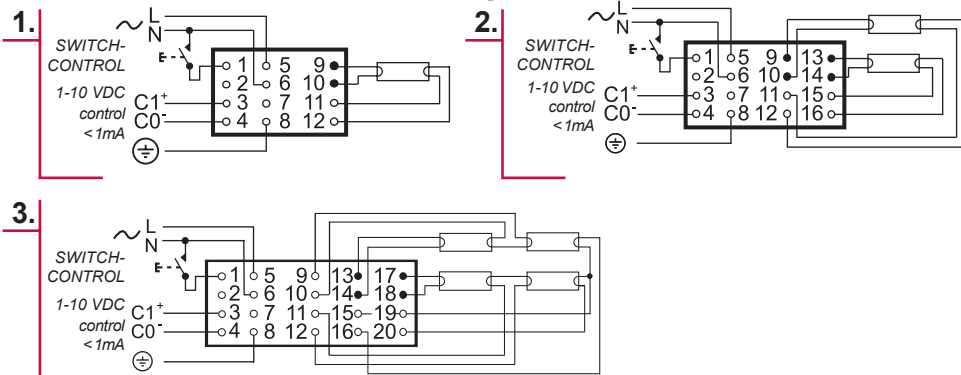 1.
L
N
SWITCH-
CONTROL
1-10 VDC
control
<1mA
C1+
C0-
1 5 9
2 6 10
3 7 11
4 8 12
2.
L
N
SWITCH-
CONTROL
1-10 VDC
control
<1mA
C1+
C0-
1 5 9 13
2 6 10 14
3 7 11 15
4 8 12 16
3.
L
N
SWITCH-
CONTROL
1-10 VDC
control
<1mA
C1+
C0-
1 5 9 13 17
2 6 10 14 18
3 7 11 15 19
4 8 12 16 20